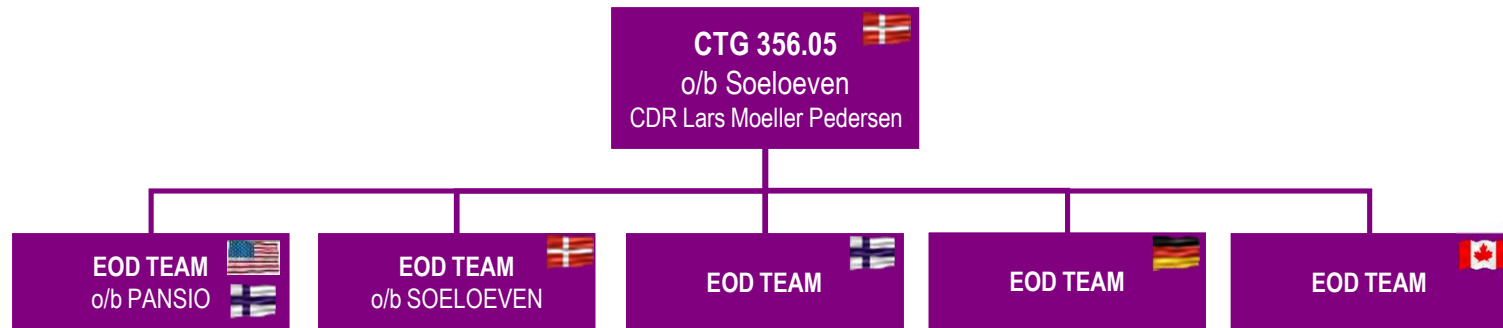 CTG 356.05
o/b Soeloeven
CDR Lars Moeller Pedersen
EOD TEAM
o/b PANSIO
EOD TEAM
o/b SOELOEVEN
EOD TEAM
EOD TEAM
EOD TEAM